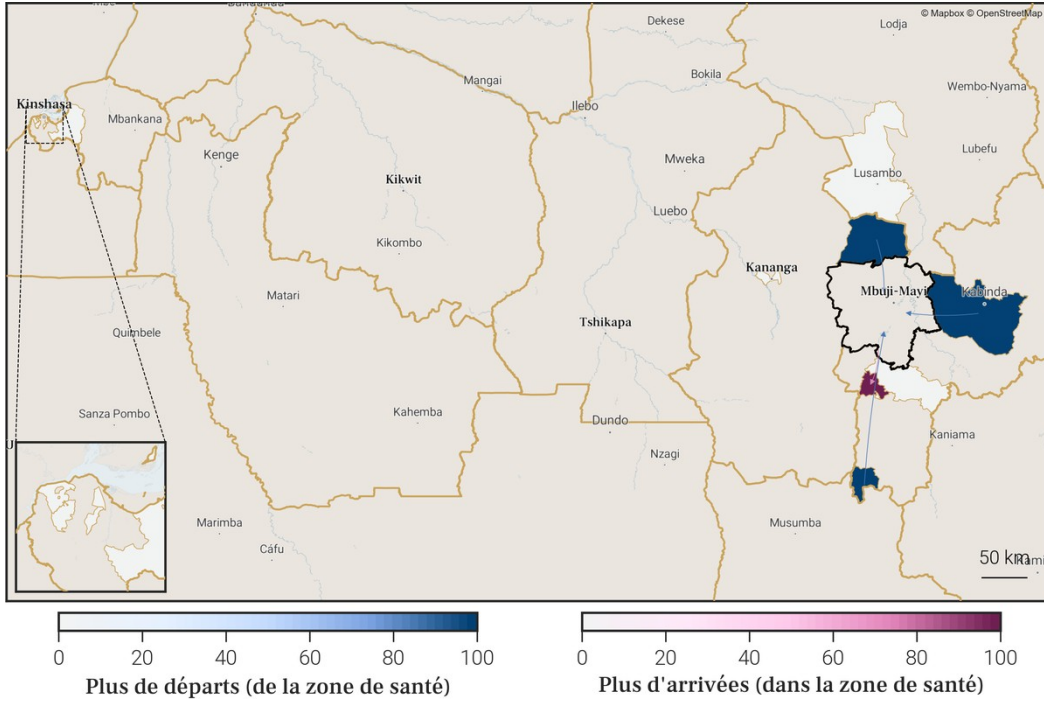 © Mapbox © OpenStreetMap
Dekese
Lodja
Mangai
Bokila
Wembo-Nyama
Kinshasa
Mbankana
Ilebo
Kenge
Lubefu
Mweka
Lusambo
Kikwit
Luebo
Kikombo
Kananga
Matari
Mbuji-Mayi
Kabinda
Tshikapa
Quimbele
Sanza Pombo
Kahemba
Dundo
Kaniama
Nzagi
Marimba
Musumba
Cáfu
50 km
0 20 40 60 80 100
Plus de départs (de la zone de santé)
0 20 40 60 80 100
Plus d'arrivées (dans la zone de santé)